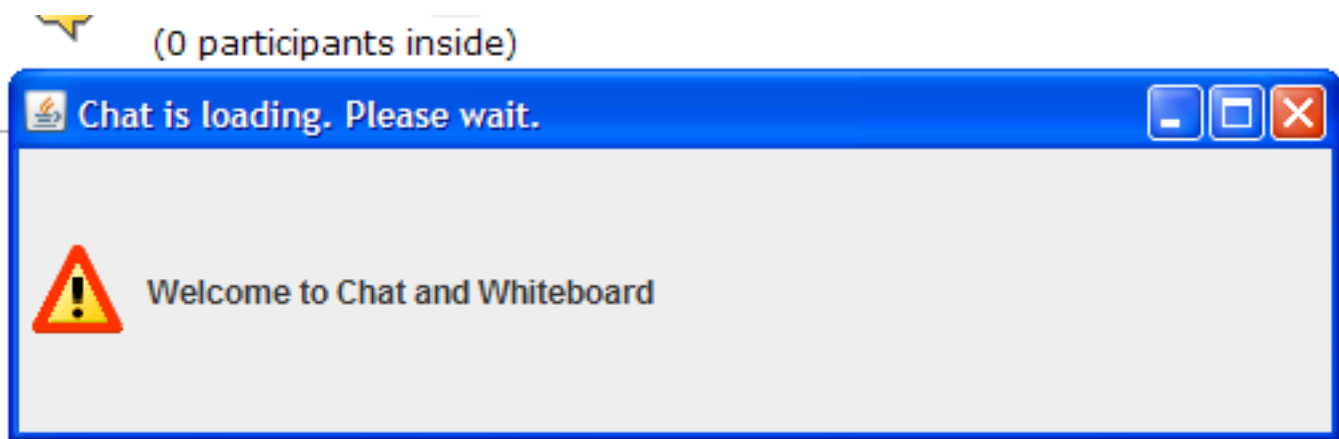 (0 participants inside)
Chat is loading. Please wait.
Welcome to Chat and Whiteboard